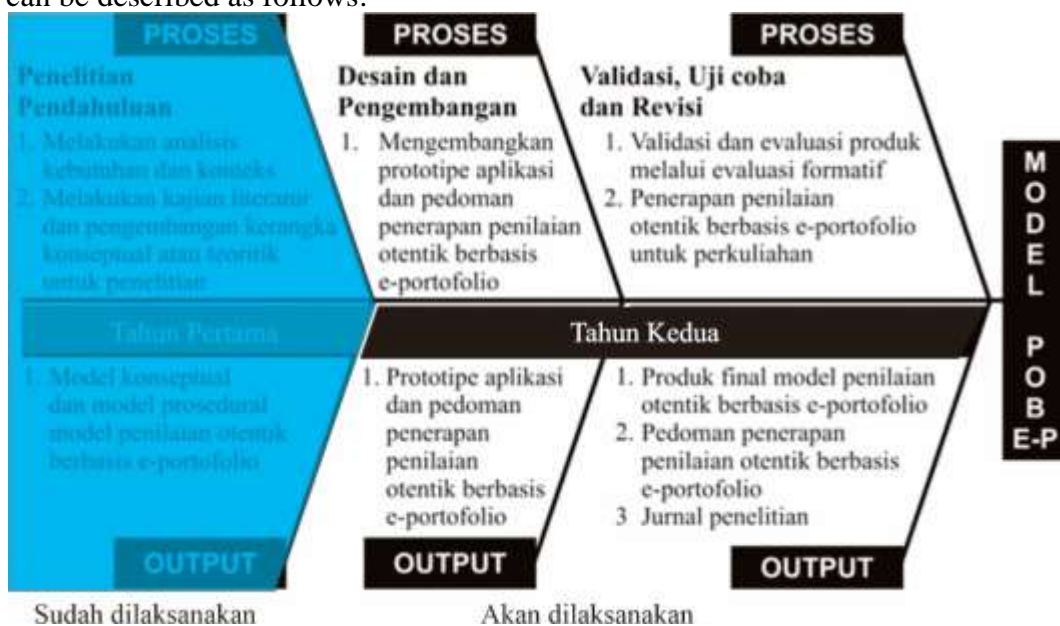 can be described as follows:
PROSES
Penelitian
Pendahuluan
1. Melakukan analisis
kebutuhan dan konteks
2. Melakukan kajian literatur
dan pengembangan kerangka
konseptual atau teoritik
untuk penelitian
PROSES
Desain dan
Pengembangan
1. Mengembangkan
prototipe aplikasi
dan pedoman
penerapan penilaian
otentik berbasis
e-portofolio
PROSES
Validasi, Uji coba
dan Revisi
1. Validasi dan evaluasi produk
melalui evaluasi formatif
2. Penerapan penilaian
otentik berbasis e-portofolio
untuk perkuliahan
Tahun Pertama
Tahun Kedua
1. Model konseptual
dan model prosedural
model penilaian otentik
berbasis e-portofolio
OUTPUT
1. Prototipe aplikasi
dan pedoman
penerapan
penilaian
otentik berbasis
e-portofolio
OUTPUT
1. Produk final model penilaian
otentik berbasis e-portofolio
2. Pedoman penerapan
penilaian otentik berbasis
e-portofolio
3 Jurnal penelitian
OUTPUT
MODEL
POB
E-P
Sudah dilaksanakan
Akan dilaksanakan